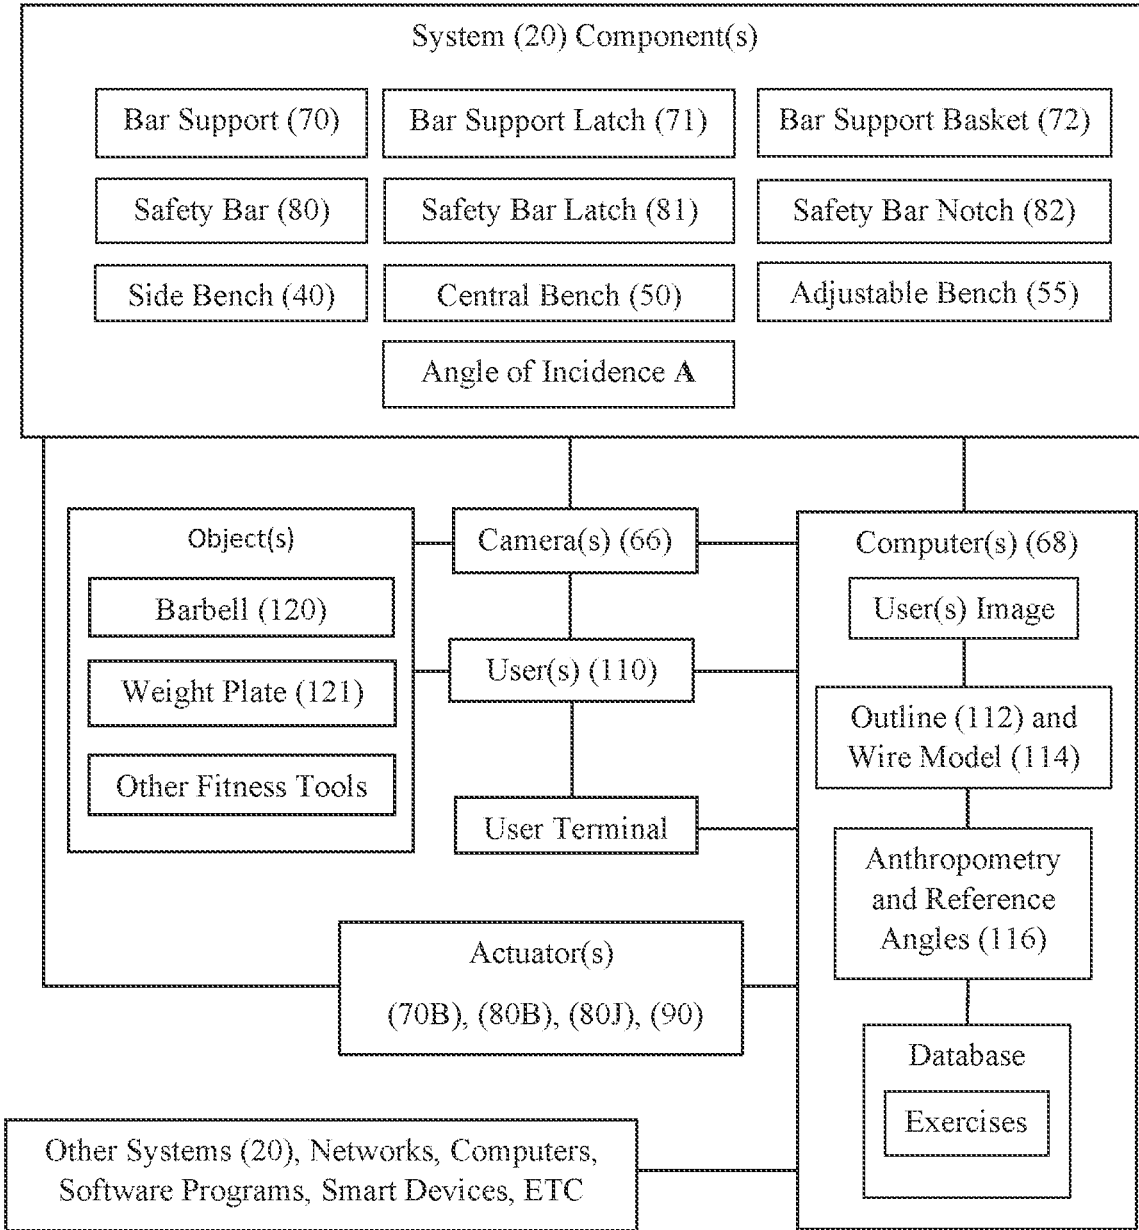 System (20) Component(s)
Bar Support (70)
Bar Support Latch (71)
Bar Support Basket (72)
Safety Bar (80)
Safety Bar Latch (81)
Safety Bar Notch (82)
Side Bench (40)
Central Bench (50)
Adjustable Bench (55)
Angle of Incidence A
Object(s)
Barbell (120)
Weight Plate (121)
Other Fitness Tools
Camera(s) (66)
User(s) (110)
User Terminal
Computer(s) (68)
User(s) Image
Outline (112) and
Wire Model (114)
Anthropometry
and Reference
Angles (116)
Database
Exercises
Actuator(s)
(70B), (80B), (80J), (90)
Other Systems (20), Networks, Computers,
Software Programs, Smart Devices, ETC